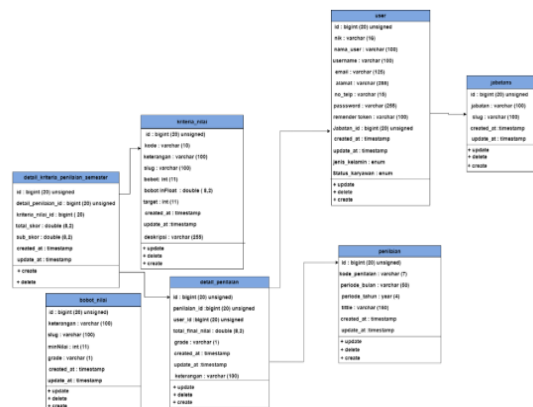 user
id : bigint (20) unsigned
nik : varchar (16)
nama_user : varchar (100)
username : varchar (100)
email : varchar (125)
alamat : varchar (255)
no_telp : varchar (15)
password : varchar (255)
remender token : varchar (100)
Jabatan_id : bigint (20) unsigned
created_at : timestamp
update_at : timestamp
jenis_kelamin : enum
Status_karyawan : enum
+ update
+ delete
+ create
jabatans
id : bigint (20) unsigned
jabatan : varchar (100)
slug : varchar (100)
created_at :timestamp
update_at : timestamp
+ update
+ delete
+ create
kriteria_nilai
id : bigint (20) unsigned)
kode : varchar (10)
keterangan : varchar (100)
slug : varchar (100)
bobot: int (11)
bobot inFloat : double ( 8,2)
target : int (11)
created_at : timestamp
update_at :timestamp
deskripsi : varchar (255)
+ update
+ delete
+ create
detail_kriteria_penilaian_semester
id : bigint (20) unsigned
detail_penilaian_id : bigint (20) unsigned
kriteria_nilai_id : bigint ( 20)
total_skor : double (8,2)
sub_skor : double (8,2)
created_at : timestamp
update_at : timestamp
+ create
+ delete
bobot_nilai
id : bigint (20) unsigned)
keterangan : varchar (100)
slug : varchar (100)
minNilai : int (11)
grade : varchar (1)
created_at : timestamp
update_at : timestamp
+ update
+ delete
+ create
detail_penilaian
id : bigint (20) unsigned)
penilaian_id : bigint (20) unsigned
user_id :bigint (20) unsigned
total_final_nilai : double (8,2)
grade : varchar (1)
created_at : timestamp
update_at : timestamp
keterangan : varchar (100)
+ update
+ delete
+ create
penilaian
id : bigint (20) unsigned)
kode_penilaian : varchar (7)
periode_bulan : varchar (50)
periode_tahun : year (4)
created_at : timestamp
update_at: timestamp
+ update
+ delete
+ create